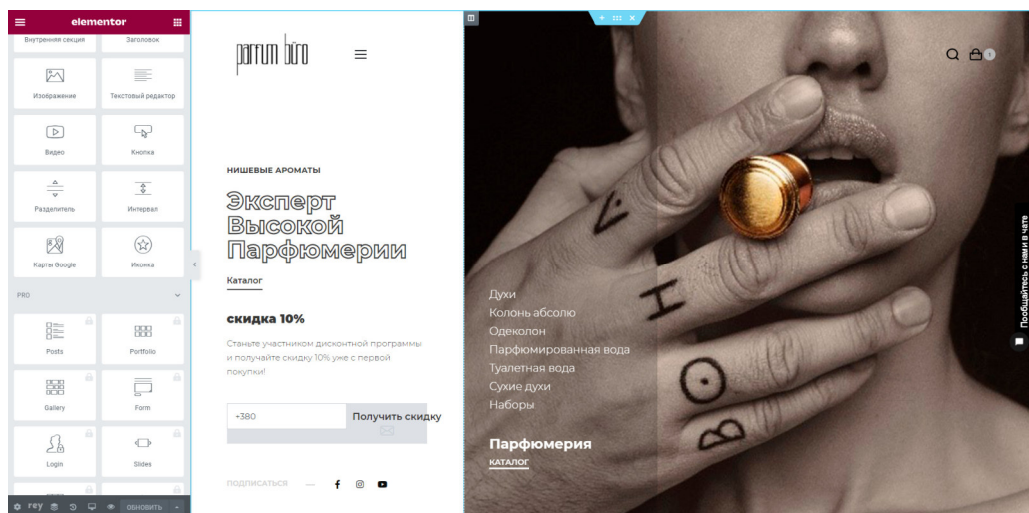 elementor
Внутренняя секция
Заголовок
Изображение
Текстовый редактор
Видео
Кнопка
Разделитель
Интервал
Карты Google
Иконка
PRO
Posts
Portfolio
Gallery
Form
Login
Slides
rey
ОБНОВИТЬ
parfum büro
НИШЕВЫЕ АРОМАТЫ
Эксперт
Высокой
Парфюмерии
Каталог
скидка 10%
Станьте участником дисконтной программы
и получайте скидку 10% уже с первой
покупки!
+380
Получить скидку
ПОДПИСАТЬСЯ
Духи
Колонь абсолю
Одеколон
Парфюмированная вода
Туалетная вода
Сухие духи
Наборы
Парфюмерия
КАТАЛОГ
Пообщайтесь с нами в чате